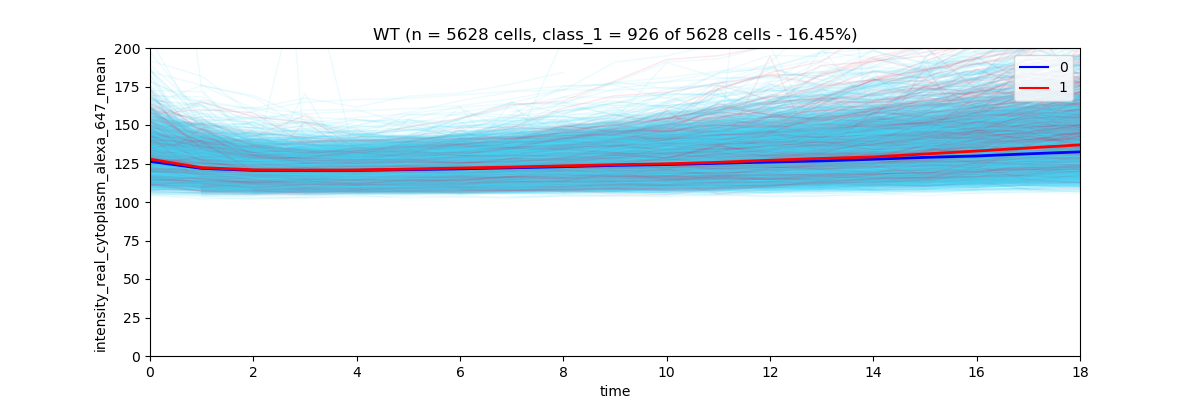 WT (n = 5628 cells, class_1 = 926 of 5628 cells - 16.45%)
intensity_real_cytoplasm_alexa_647_mean
200
175
150
125
100
75
50
25
0
0
1
0 2 4 6 8 10 12 14 16 18
time